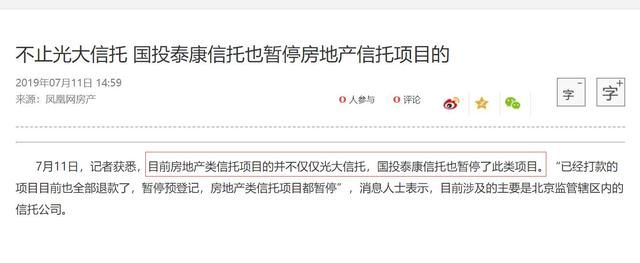 不止光大信托 国投泰康信托也暂停房地产信托项目的
2019年07月11日 14:59
来源：凤凰网房产
0 人参与 0 评论
字- 字+
7月11日，记者获悉，目前房地产类信托项目的并不仅仅光大信托，国投泰康信托也暂停了此类项目。“已经打款的
项目目前也全部退款了，暂停预登记，房地产类信托项目都暂停”，消息人士表示，目前涉及的主要是北京监管辖区内的
信托公司。